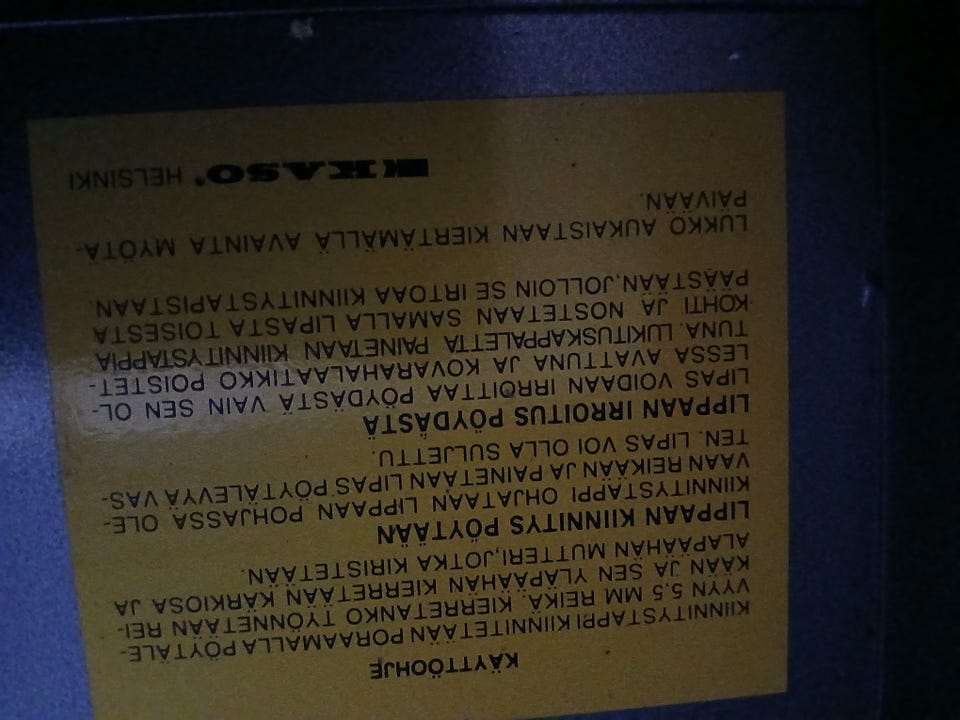 KÄYTTÖOHJE
KIINNITYSTAPPI KIINNITETÄÄN PORAAMALLA PÖYTÄLE-
VYYN 5,5 MM REIKÄ. KIERRETANKO TYÖNNETÄÄN REI-
KÄÄN JA SEN YLÄPÄÄHÄN KIERRETÄÄN KÄRKIOSA JA
ALAPÄÄHÄN MUTTERI, JOTKA KIRISTETÄÄN.
LIPPAAN KIINNITYS PÖYTÄÄN
KIINNITYSTAPPI OHJATAAN LIPPAAN POHJASSA OLE-
VAAN REIKÄÄN JA PAINETAAN LIPAS PÖYTÄLEVYÄ VAS-
TEN. LIPAS VOI OLLA SULJETTU.
LIPPAAN IRROITUS PÖYDÄSTÄ
LIPAS VOIDAAN IRROITTAA PÖYDÄSTÄ VAIN SEN OL-
LESSA AVATTUNA JA KOVARAHALAATIKKO POISTET-
TUNA. LUKITUSKAPPALETTA PAINETAAN KIINNITYSTAPPIA
KOHTI JA NOSTETAAN SAMALLA LIPASTA TOISESTA
PÄÄSTÄÄN, JOLLOIN SE IRTOAA KIINNITYSTAPISTAAN.
LUKKO AUKAISTAAN KIERTÄMÄLLÄ AVAINTA MYÖTÄ-
PÄIVÄÄN.
KASO® HELSINKI